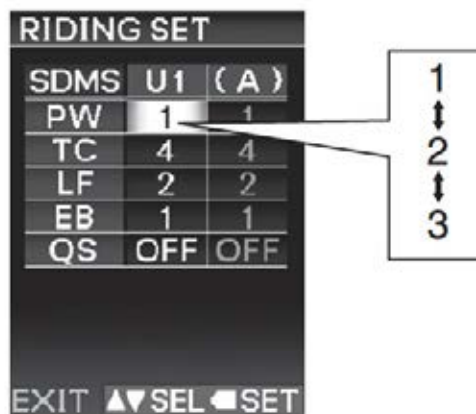 RIDING SET
SDMS U1 (A)
PW 1 1
TC 4 4
LF 2 2
EB 1 1
QS OFF OFF
EXIT ▲▼SEL ◀SET
1
2
3